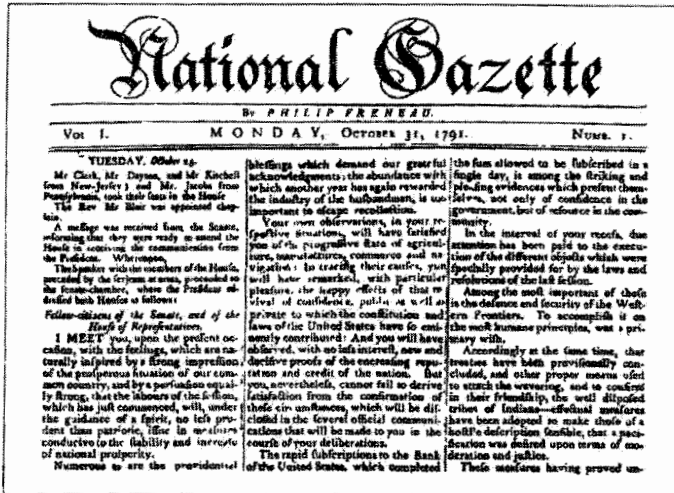 National Gazette
By PHILIP FRENEAU.
Vol I. MONDAY, October 31, 1791. Numb. 1.
TUESDAY. October 25.
Mr Clark, Mr Dayton, and Mr Kitchell
from New-Jersey; and Mr. Jacobs from
Pennsylvania, took their seats in the House
The Rev Mr Blair was appointed chap-
lain.
A message was received from the Senate,
informing that they were ready to attend the
House in receiving the communication from
the President. Whereupon,
The Speaker with the members of the House,
preceded by the serjeant at arms, proceeded to
the senate-chamber, where the President ad-
dressed both Houses as follows:
Fellow-citizens of the Senate, and of the
House of Representatives.
I MEET you, upon the present oc-
casion, with the feelings, which are na-
turally inspired by a strong impression
of the prosperous situation of our com-
mon country, and by a persuasion equal-
ly strong, that the labours of the session,
which has just commenced, will, under
the guidance of a spirit, no less pru-
dent than patriotic, issue in measures
conducive to the stability and increase
of national prosperity.
Numerous as are the providential
blessings which demand our grateful
acknowledgments; the abundance with
which another year has again rewarded
the industry of the husbandman, is too
important to escape recollection.
Your own observations, in your re-
spective situations, will have satisfied
you of the progressive state of agricul-
ture, manufactures, commerce and na-
vigation: In tracing their causes, you
will have remarked, with particular
pleasure, the happy effects of that re-
vival of confidence, public as well as
private to which the constitution and
laws of the United States have so emi-
nently contributed: And you will have
observed, with no less interest, new and
decisive proofs of the encreasing repu-
tation and credit of the nation. But
you, nevertheless, cannot fail to derive
satisfaction from the confirmation of
these circumstances, which will be dis-
closed in the several official communi-
cations that will be made to you in the
course of your deliberations.
The rapid subscriptions to the Bank
of the United States, which completed
the sum allowed to be subscribed in a
single day, is among the striking and
pleasing evidences which present them-
selves, not only of confidence in the
government, but of resource in the com-
munity.
In the interval of your recess, due
attention has been paid to the execu-
tion of the different objects which were
specially provided for by the laws and
resolutions of the last session.
Among the most important of these
is the defence and security of the West-
ern Frontiers. To accomplish it on
the most humane principles, was a pri-
mary wish.
Accordingly at the same time, that
treaties have been provisionally con-
cluded, and other proper means used
to attach the wavering, and to confirm
in their friendship, the well disposed
tribes of Indians—effectual measures
have been adopted to make those of a
hostile description sensible, that a paci-
fication was desired upon terms of mo-
deration and justice.
These measures having proved un-